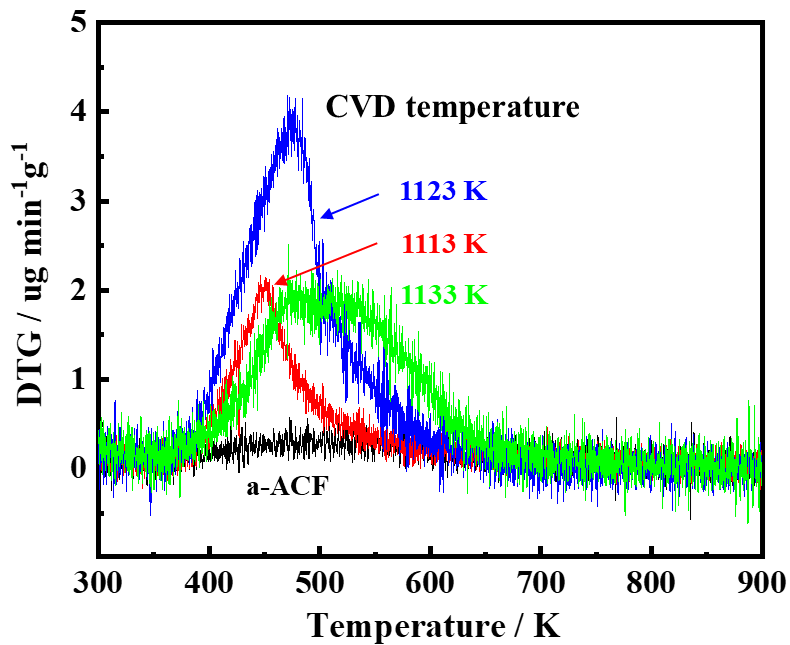 5
4
3
2
1
0
DTG / ug min⁻¹g⁻¹
CVD temperature
1123 K
1113 K
1133 K
a-ACF
300 400 500 600 700 800 900
Temperature / K